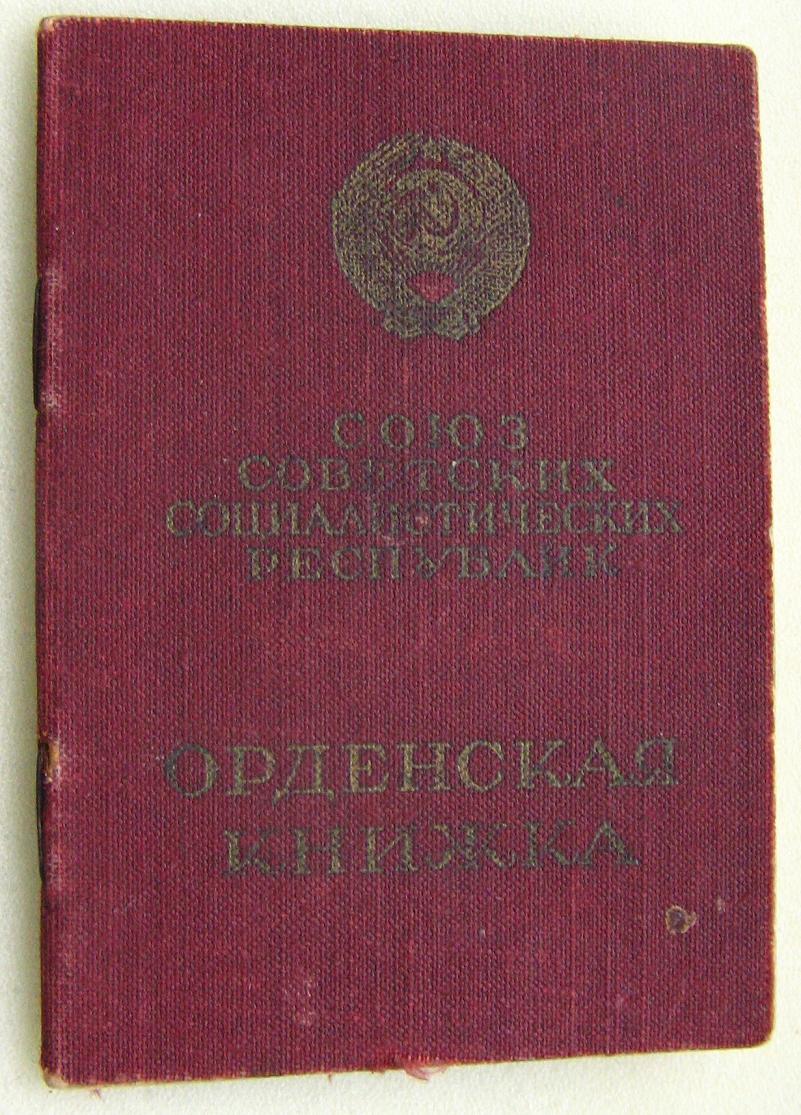 СОЮЗ
СОВЕТСКИХ
СОЦИАЛИСТИЧЕСКИХ
РЕСПУБЛИК
ОРДЕНСКАЯ
КНИЖКА